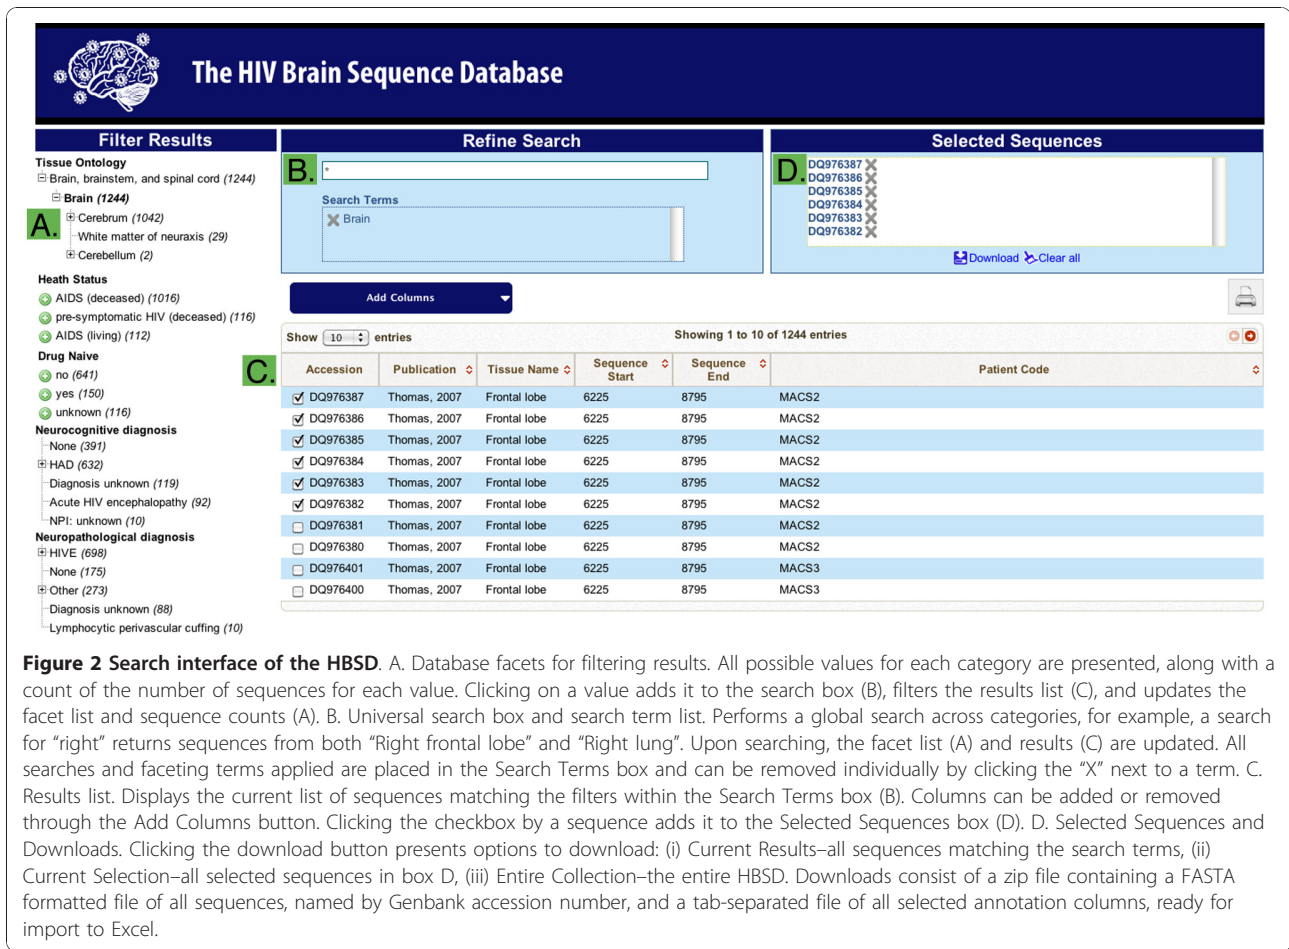 The HIV Brain Sequence Database
Filter Results
Tissue Ontology
Brain, brainstem, and spinal cord (1244)
Brain (1244)
A.
Cerebrum (1042)
White matter of neuraxis (29)
Cerebellum (2)
Heath Status
AIDS (deceased) (1016)
pre-symptomatic HIV (deceased) (116)
AIDS (living) (112)
Drug Naive
no (641)
yes (150)
unknown (116)
Neurocognitive diagnosis
None (391)
HAD (632)
Diagnosis unknown (119)
Acute HIV encephalopathy (92)
NPI: unknown (10)
Neuropathological diagnosis
HIVE (698)
None (175)
Other (273)
Diagnosis unknown (88)
Lymphocytic perivascular cuffing (10)
Refine Search
B.
*
Search Terms
Brain
Selected Sequences
D.
DQ976387
DQ976386
DQ976385
DQ976384
DQ976383
DQ976382
Download Clear all
Add Columns
Show 10 entries Showing 1 to 10 of 1244 entries
C.
Accession Publication Tissue Name Sequence Start Sequence End Patient Code
DQ976387 Thomas, 2007 Frontal lobe 6225 8795 MACS2
DQ976386 Thomas, 2007 Frontal lobe 6225 8795 MACS2
DQ976385 Thomas, 2007 Frontal lobe 6225 8795 MACS2
DQ976384 Thomas, 2007 Frontal lobe 6225 8795 MACS2
DQ976383 Thomas, 2007 Frontal lobe 6225 8795 MACS2
DQ976382 Thomas, 2007 Frontal lobe 6225 8795 MACS2
DQ976381 Thomas, 2007 Frontal lobe 6225 8795 MACS2
DQ976380 Thomas, 2007 Frontal lobe 6225 8795 MACS2
DQ976401 Thomas, 2007 Frontal lobe 6225 8795 MACS3
DQ976400 Thomas, 2007 Frontal lobe 6225 8795 MACS3
Figure 2 Search interface of the HBSD. A. Database facets for filtering results. All possible values for each category are presented, along with a
count of the number of sequences for each value. Clicking on a value adds it to the search box (B), filters the results list (C), and updates the
facet list and sequence counts (A). B. Universal search box and search term list. Performs a global search across categories, for example, a search
for “right” returns sequences from both “Right frontal lobe” and “Right lung”. Upon searching, the facet list (A) and results (C) are updated. All
searches and faceting terms applied are placed in the Search Terms box and can be removed individually by clicking the “X” next to a term. C.
Results list. Displays the current list of sequences matching the filters within the Search Terms box (B). Columns can be added or removed
through the Add Columns button. Clicking the checkbox by a sequence adds it to the Selected Sequences box (D). D. Selected Sequences and
Downloads. Clicking the download button presents options to download: (i) Current Results–all sequences matching the search terms, (ii)
Current Selection–all selected sequences in box D, (iii) Entire Collection–the entire HBSD. Downloads consist of a zip file containing a FASTA
formatted file of all sequences, named by Genbank accession number, and a tab-separated file of all selected annotation columns, ready for
import to Excel.